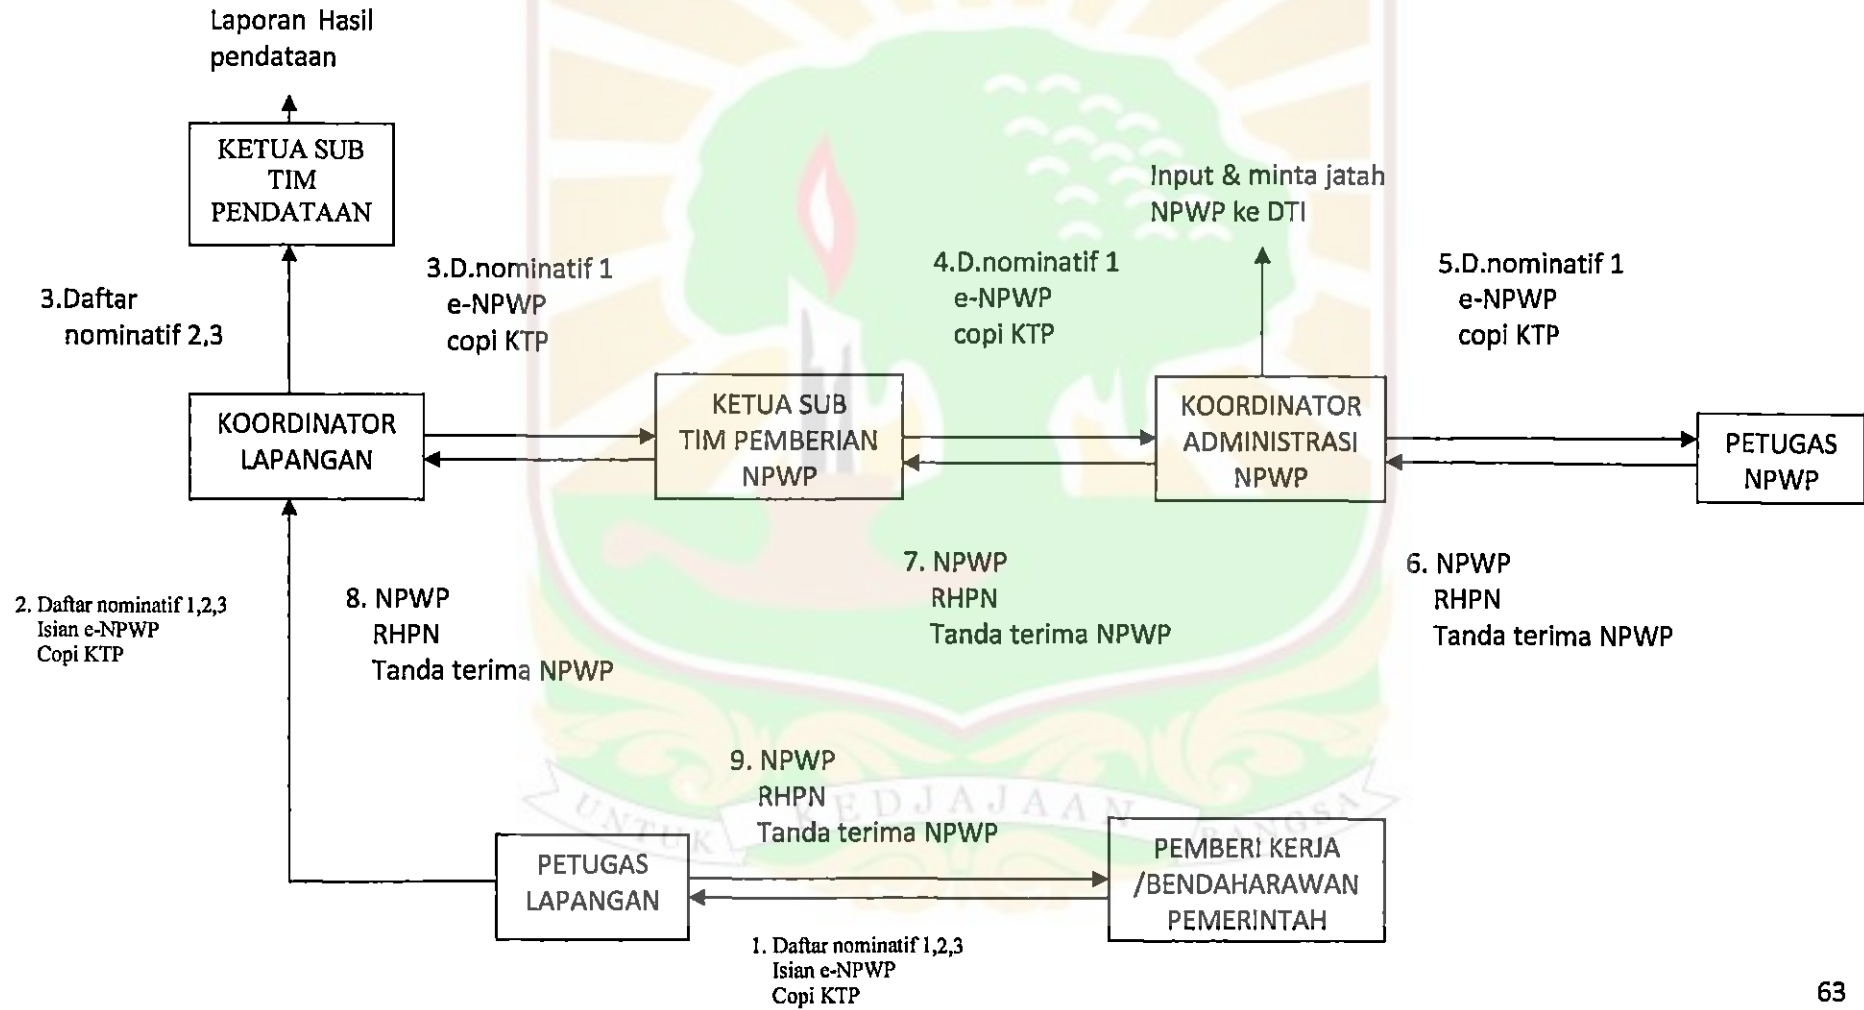 Laporan Hasil
pendataan
KETUA SUB
TIM
PENDATAAN
Input & minta jatah
NPWP ke DTI
3.Daftar
nominatif 2,3
3.D.nominatif 1
e-NPWP
copi KTP
4.D.nominatif 1
e-NPWP
copi KTP
5.D.nominatif 1
e-NPWP
copi KTP
KOORDINATOR
LAPANGAN
KETUA SUB
TIM PEMBERIAN
NPWP
KOORDINATOR
ADMINISTRASI
NPWP
PETUGAS
NPWP
2. Daftar nominatif 1,2,3
Isian e-NPWP
Copi KTP
8. NPWP
RHPN
Tanda terima NPWP
7. NPWP
RHPN
Tanda terima NPWP
6. NPWP
RHPN
Tanda terima NPWP
9. NPWP
RHPN
Tanda terima NPWP
UNTUK KEDJAJAAN BANGSA
PETUGAS
LAPANGAN
PEMBERI KERJA
/BENDAHARAWAN
PEMERINTAH
1. Daftar nominatif 1,2,3
Isian e-NPWP
Copi KTP
63